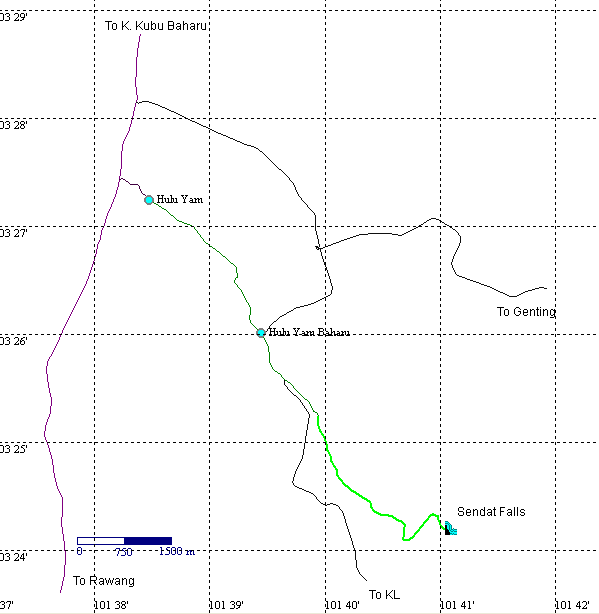 03 29'
To K. Kubu Baharu
03 28'
Hulu Yam
03 27'
To Genting
Hulu Yam Baharu
03 26'
03 25'
Sendat Falls
0 750 1500 m
03 24'
To Rawang
To KL
37' 101 38' 101 39' 101 40' 101 41' 101 42'